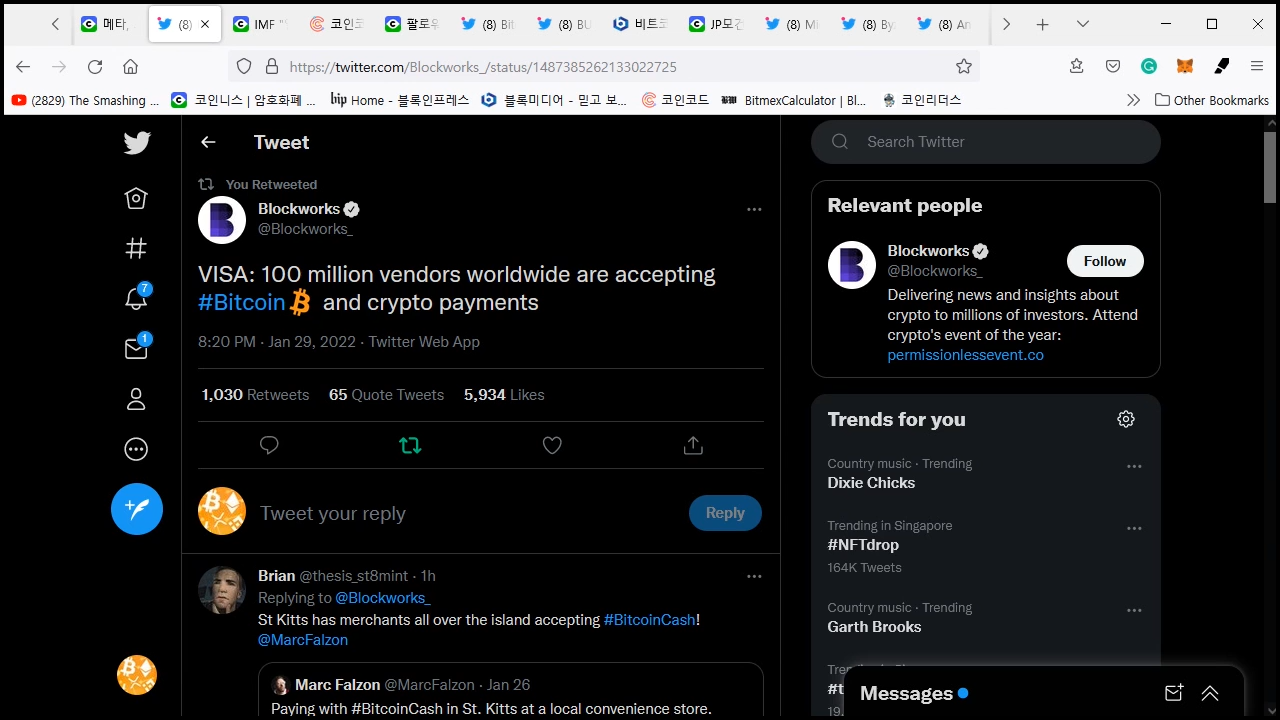 메타,
(8)
IMF "
코인코
팔로우
(8) Bit
(8) BU
비트코
JP모건
(8) Mi
(8) By
(8) An
https://twitter.com/Blockworks_/status/1487385262133022725
(2829) The Smashing ...
코인니스 | 암호화폐 ...
bip Home - 블록인프레스
블록미디어 - 믿고 보...
코인코드
BitmexCalculator | Bl...
코인리더스
Other Bookmarks
Tweet
You Retweeted
Blockworks
@Blockworks_
VISA: 100 million vendors worldwide are accepting
#Bitcoin and crypto payments
8:20 PM · Jan 29, 2022 · Twitter Web App
1,030 Retweets 65 Quote Tweets 5,934 Likes
Tweet your reply
Reply
Brian @thesis_st8mint · 1h
Replying to @Blockworks_
St Kitts has merchants all over the island accepting #BitcoinCash!
@MarcFalzon
Marc Falzon @MarcFalzon · Jan 26
Paying with #BitcoinCash in St. Kitts at a local convenience store.
7
1
Search Twitter
Relevant people
Blockworks
@Blockworks_
Follow
Delivering news and insights about
crypto to millions of investors. Attend
crypto's event of the year:
permissionlessevent.co
Trends for you
Country music · Trending
Dixie Chicks
Trending in Singapore
#NFTdrop
164K Tweets
Country music · Trending
Garth Brooks
#t
19.
Messages